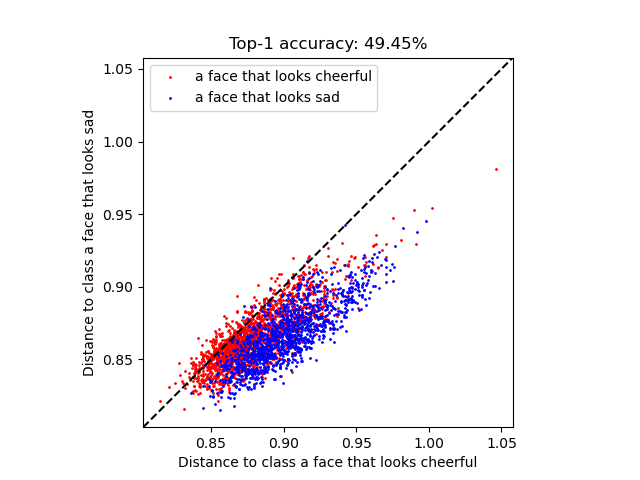 Top-1 accuracy: 49.45%
a face that looks cheerful
a face that looks sad
Distance to class a face that looks sad
1.05
1.00
0.95
0.90
0.85
0.85 0.90 0.95 1.00 1.05
Distance to class a face that looks cheerful